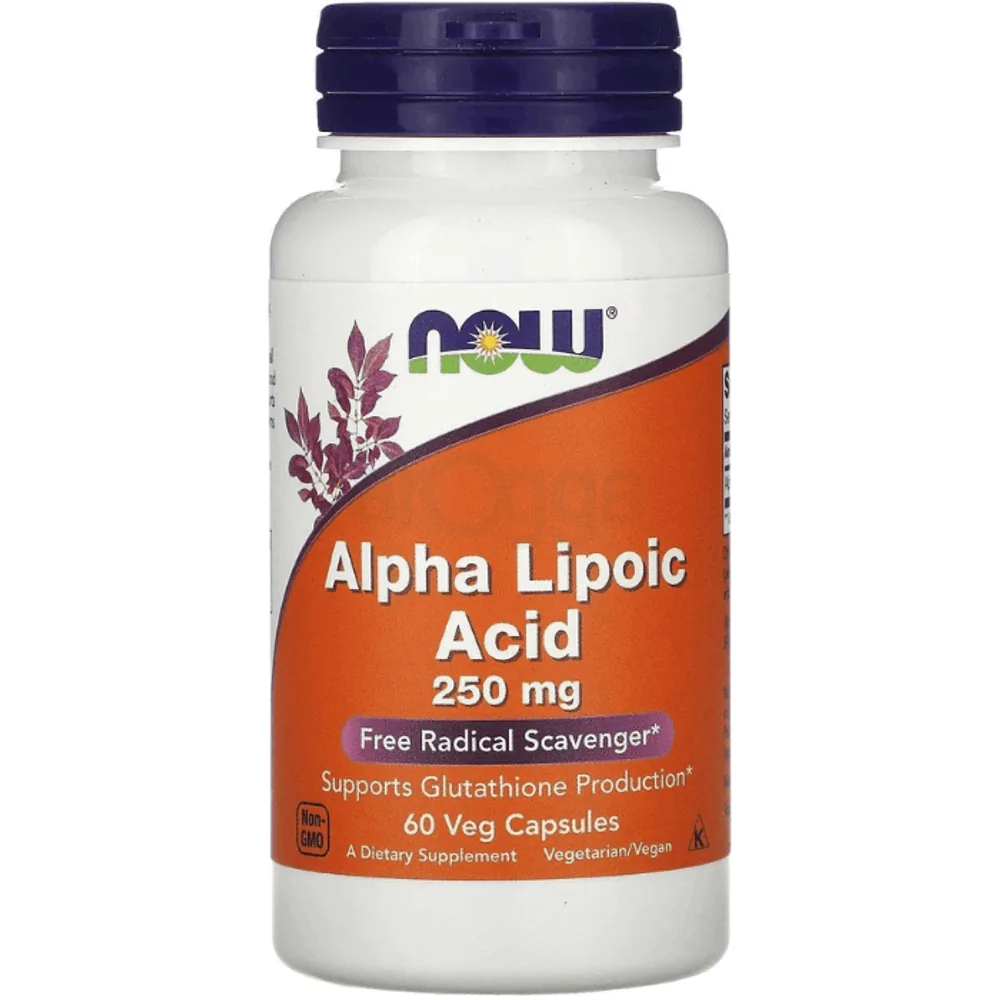 NOW®
Alpha Lipoic
Acid
250 mg
Free Radical Scavenger*
Supports Glutathione Production*
60 Veg Capsules
Non-
GMO
A Dietary Supplement Vegetarian/Vegan
K